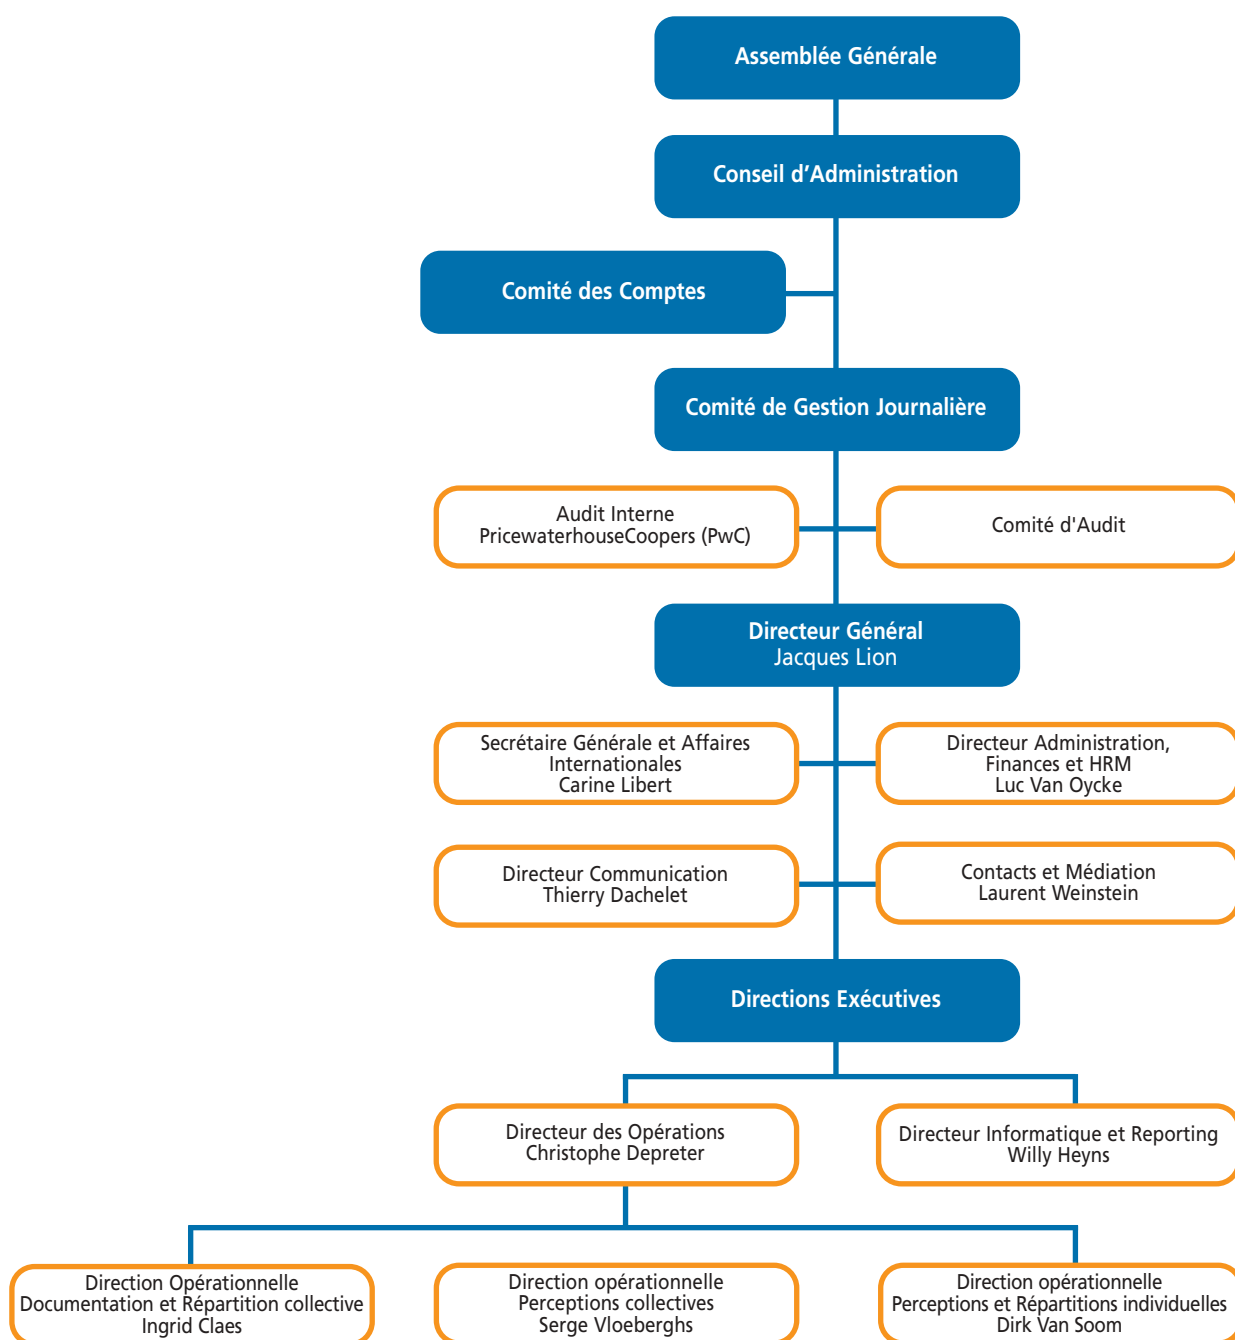 Assemblée Générale
Conseil d’Administration
Comité des Comptes
Comité de Gestion Journalière
Audit Interne
PricewaterhouseCoopers (PwC)
Comité d'Audit
Directeur Général
Jacques Lion
Secrétaire Générale et Affaires
Internationales
Carine Libert
Directeur Administration,
Finances et HRM
Luc Van Oycke
Directeur Communication
Thierry Dachelet
Contacts et Médiation
Laurent Weinstein
Directions Exécutives
Directeur des Opérations
Christophe Depreter
Directeur Informatique et Reporting
Willy Heyns
Direction Opérationnelle
Documentation et Répartition collective
Ingrid Claes
Direction opérationnelle
Perceptions collectives
Serge Vloeberghs
Direction opérationnelle
Perceptions et Répartitions individuelles
Dirk Van Soom